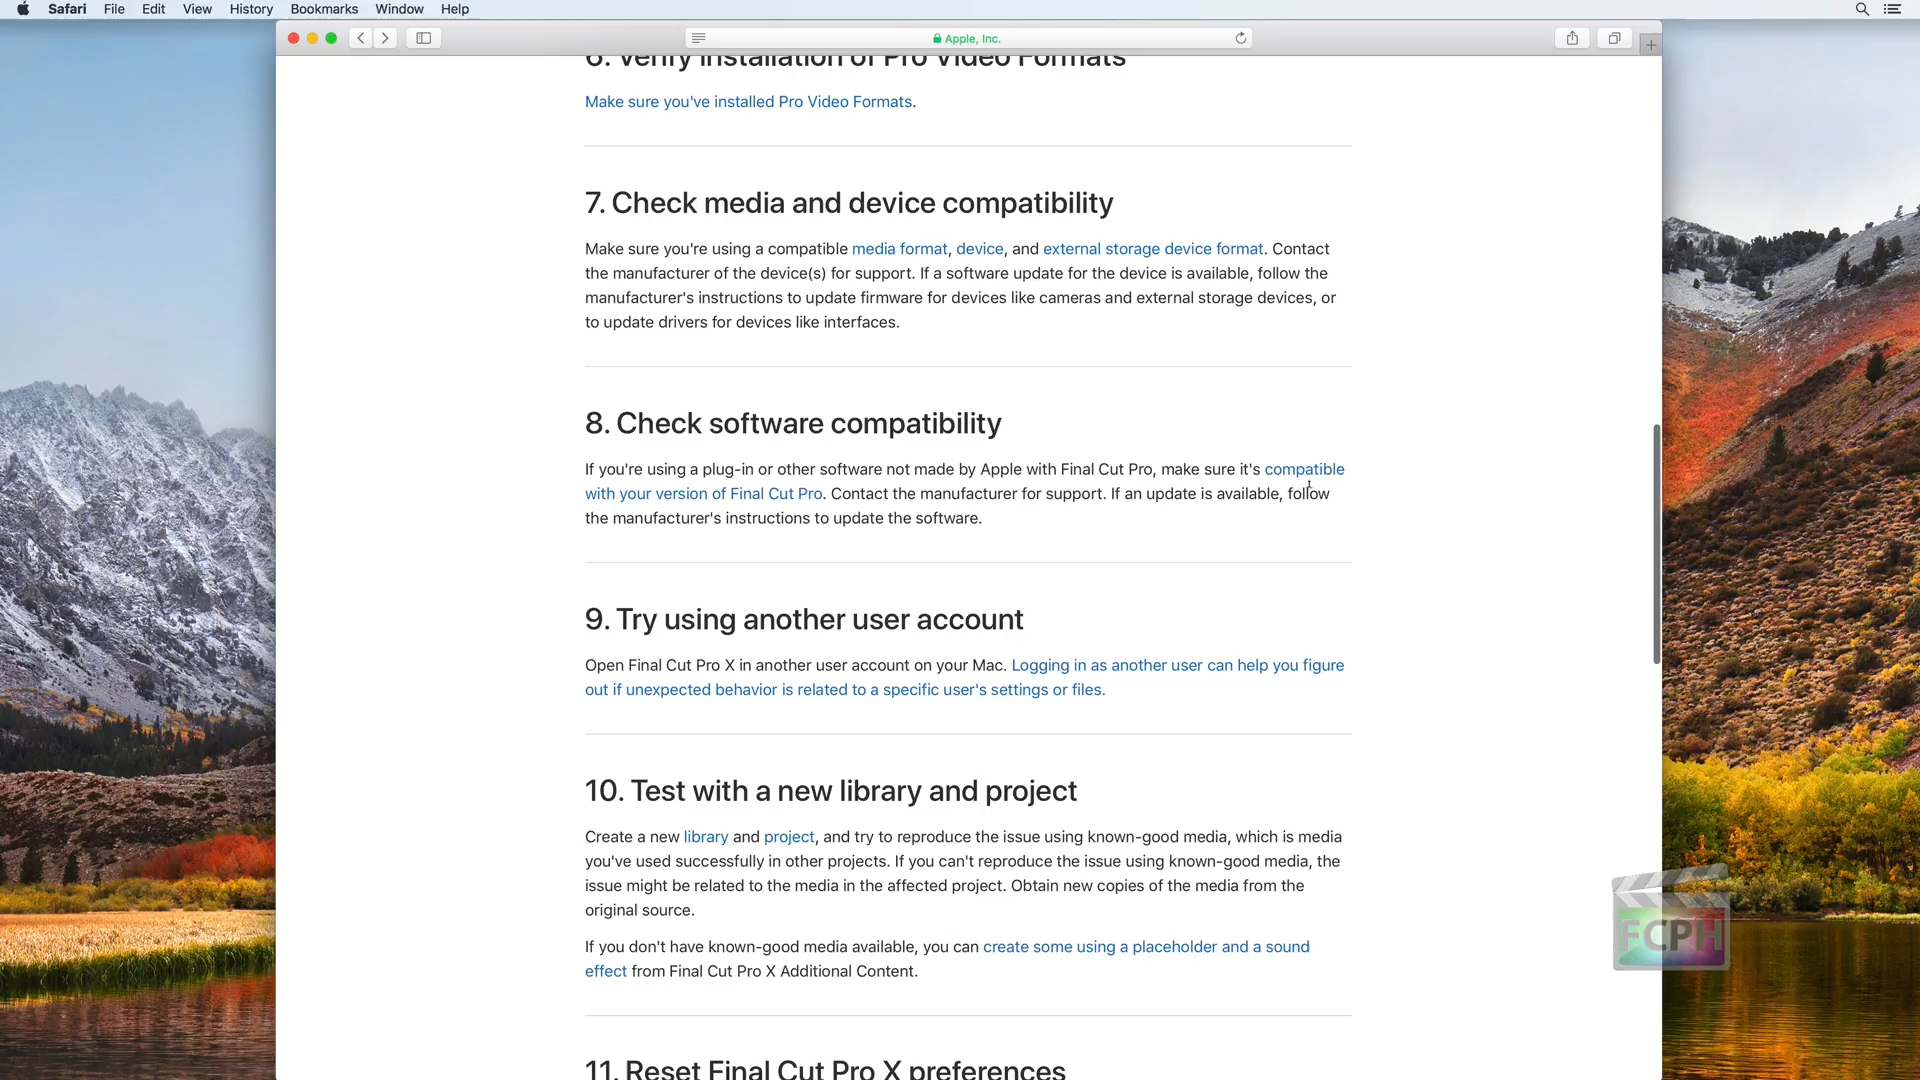 Safari File Edit View History Bookmarks Window Help
Apple, Inc.
6. Verify installation of Pro Video Formats
Make sure you've installed Pro Video Formats.
7. Check media and device compatibility
Make sure you're using a compatible media format, device, and external storage device format. Contact
the manufacturer of the device(s) for support. If a software update for the device is available, follow the
manufacturer's instructions to update firmware for devices like cameras and external storage devices, or
to update drivers for devices like interfaces.
8. Check software compatibility
If you're using a plug-in or other software not made by Apple with Final Cut Pro, make sure it's compatible
with your version of Final Cut Pro. Contact the manufacturer for support. If an update is available, follow
the manufacturer's instructions to update the software.
9. Try using another user account
Open Final Cut Pro X in another user account on your Mac. Logging in as another user can help you figure
out if unexpected behavior is related to a specific user's settings or files.
10. Test with a new library and project
Create a new library and project, and try to reproduce the issue using known-good media, which is media
you've used successfully in other projects. If you can't reproduce the issue using known-good media, the
issue might be related to the media in the affected project. Obtain new copies of the media from the
original source.
If you don't have known-good media available, you can create some using a placeholder and a sound
effect from Final Cut Pro X Additional Content.
FCPH
11. Reset Final Cut Pro X preferences